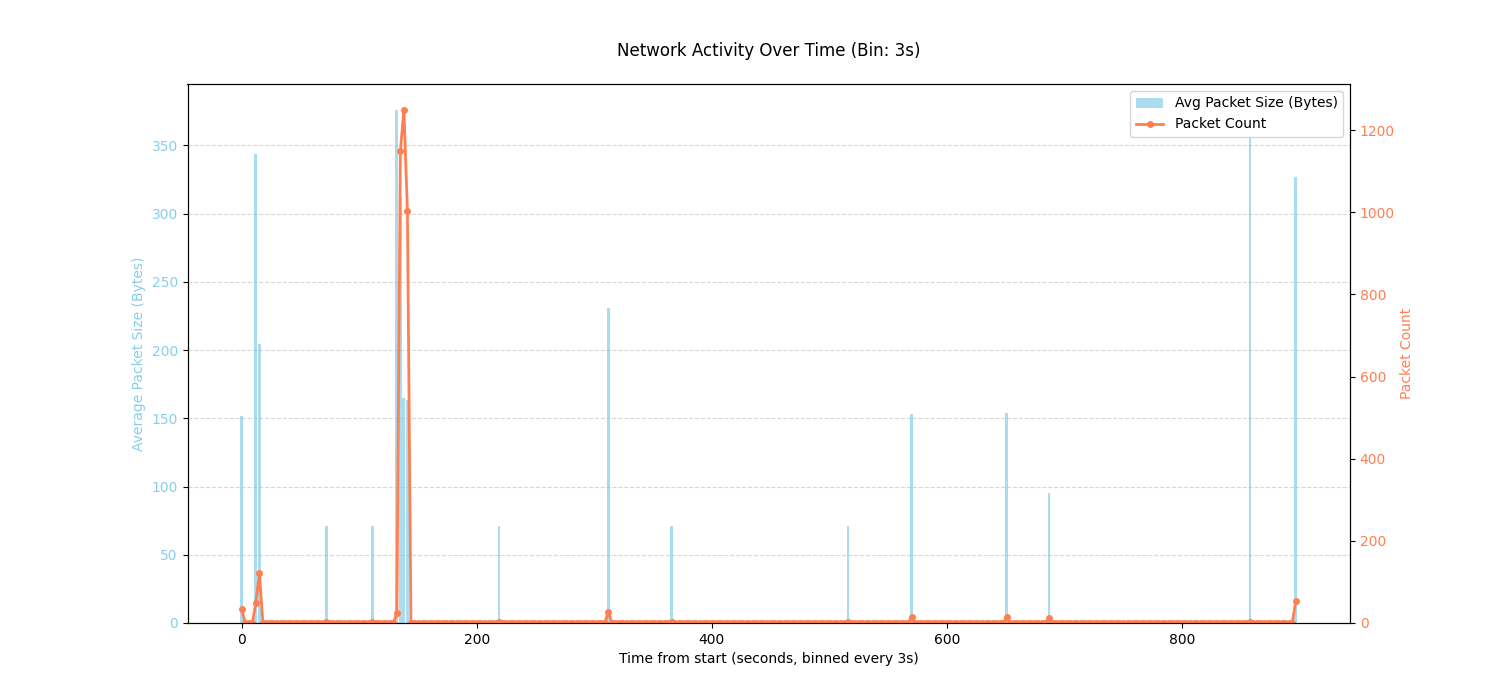 Network Activity Over Time (Bin: 3s)
Avg Packet Size (Bytes)
Packet Count
Average Packet Size (Bytes)
350
300
250
200
150
100
50
0
1200
1000
800
600
400
200
0
Packet Count
0 200 400 600 800
Time from start (seconds, binned every 3s)